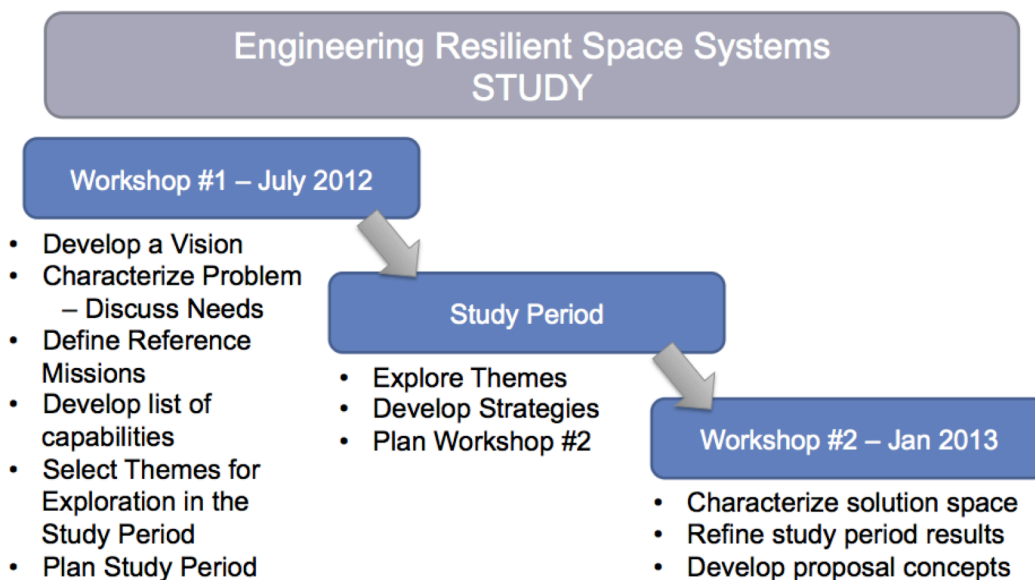 Engineering Resilient Space Systems
STUDY
Workshop #1 – July 2012
• Develop a Vision
• Characterize Problem
– Discuss Needs
• Define Reference
Missions
• Develop list of
capabilities
• Select Themes for
Exploration in the
Study Period
• Plan Study Period
Study Period
• Explore Themes
• Develop Strategies
• Plan Workshop #2
Workshop #2 – Jan 2013
• Characterize solution space
• Refine study period results
• Develop proposal concepts